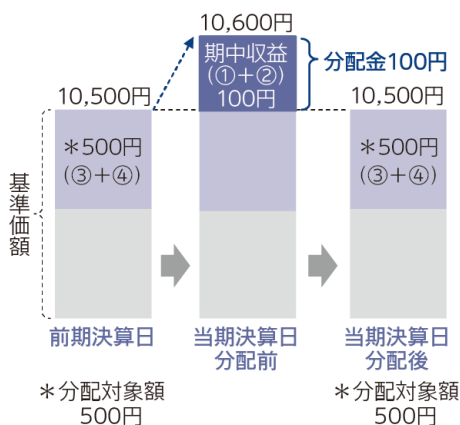 10,600円
期中収益
(①+②)
100円
分配金100円
10,500円
10,500円
*500円
(③+④)
*500円
(③+④)
基準価額
前期決算日
当期決算日
分配前
当期決算日
分配後
*分配対象額
500円
*分配対象額
500円